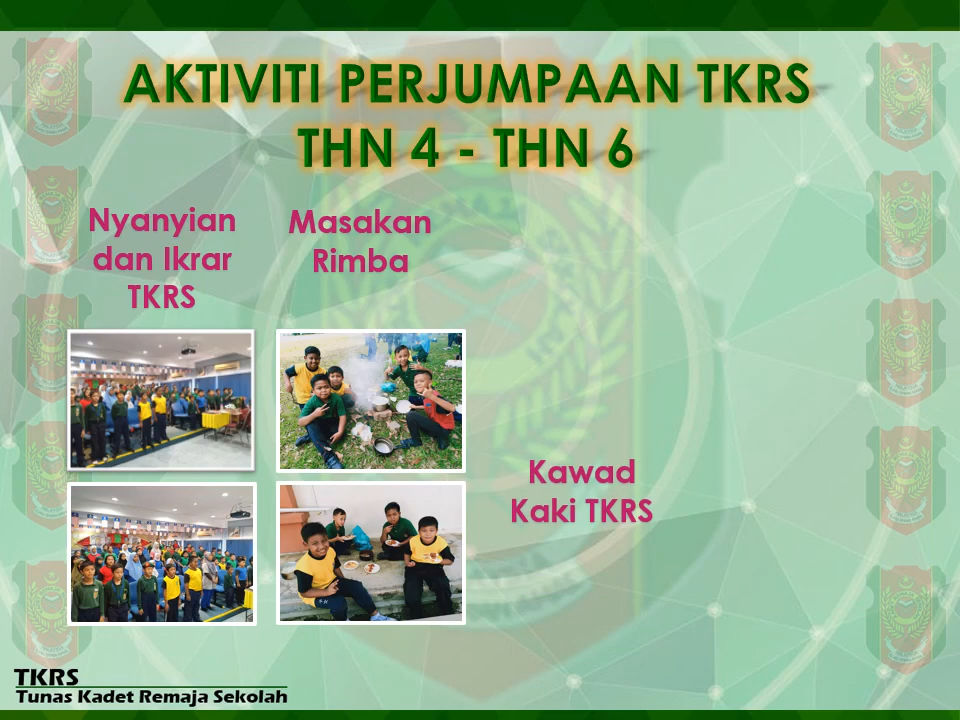 AKTIVITI PERJUMPAAN TKRS
THN 4 - THN 6
Nyanyian
dan Ikrar
TKRS
Masakan
Rimba
Kawad
Kaki TKRS
TKRS
Tunas Kadet Remaja Sekolah